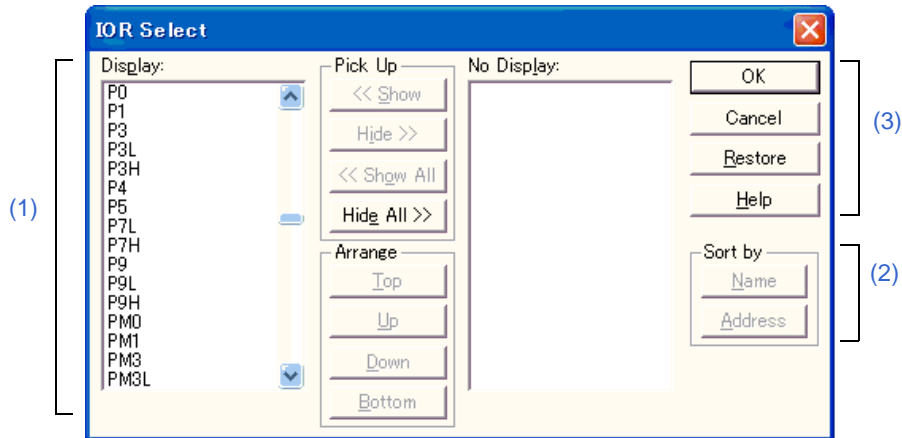 IOR Select
(1)
Display:
P0
P1
P3
P3L
P3H
P4
P5
P7L
P7H
P9
P9L
P9H
PM0
PM1
PM3
PM3L
Pick Up
<< Show
Hide >>
<< Show All
Hide All >>
Arrange
Top
Up
Down
Bottom
No Display:
OK
Cancel
Restore
Help
(3)
Sort by
Name
Address
(2)